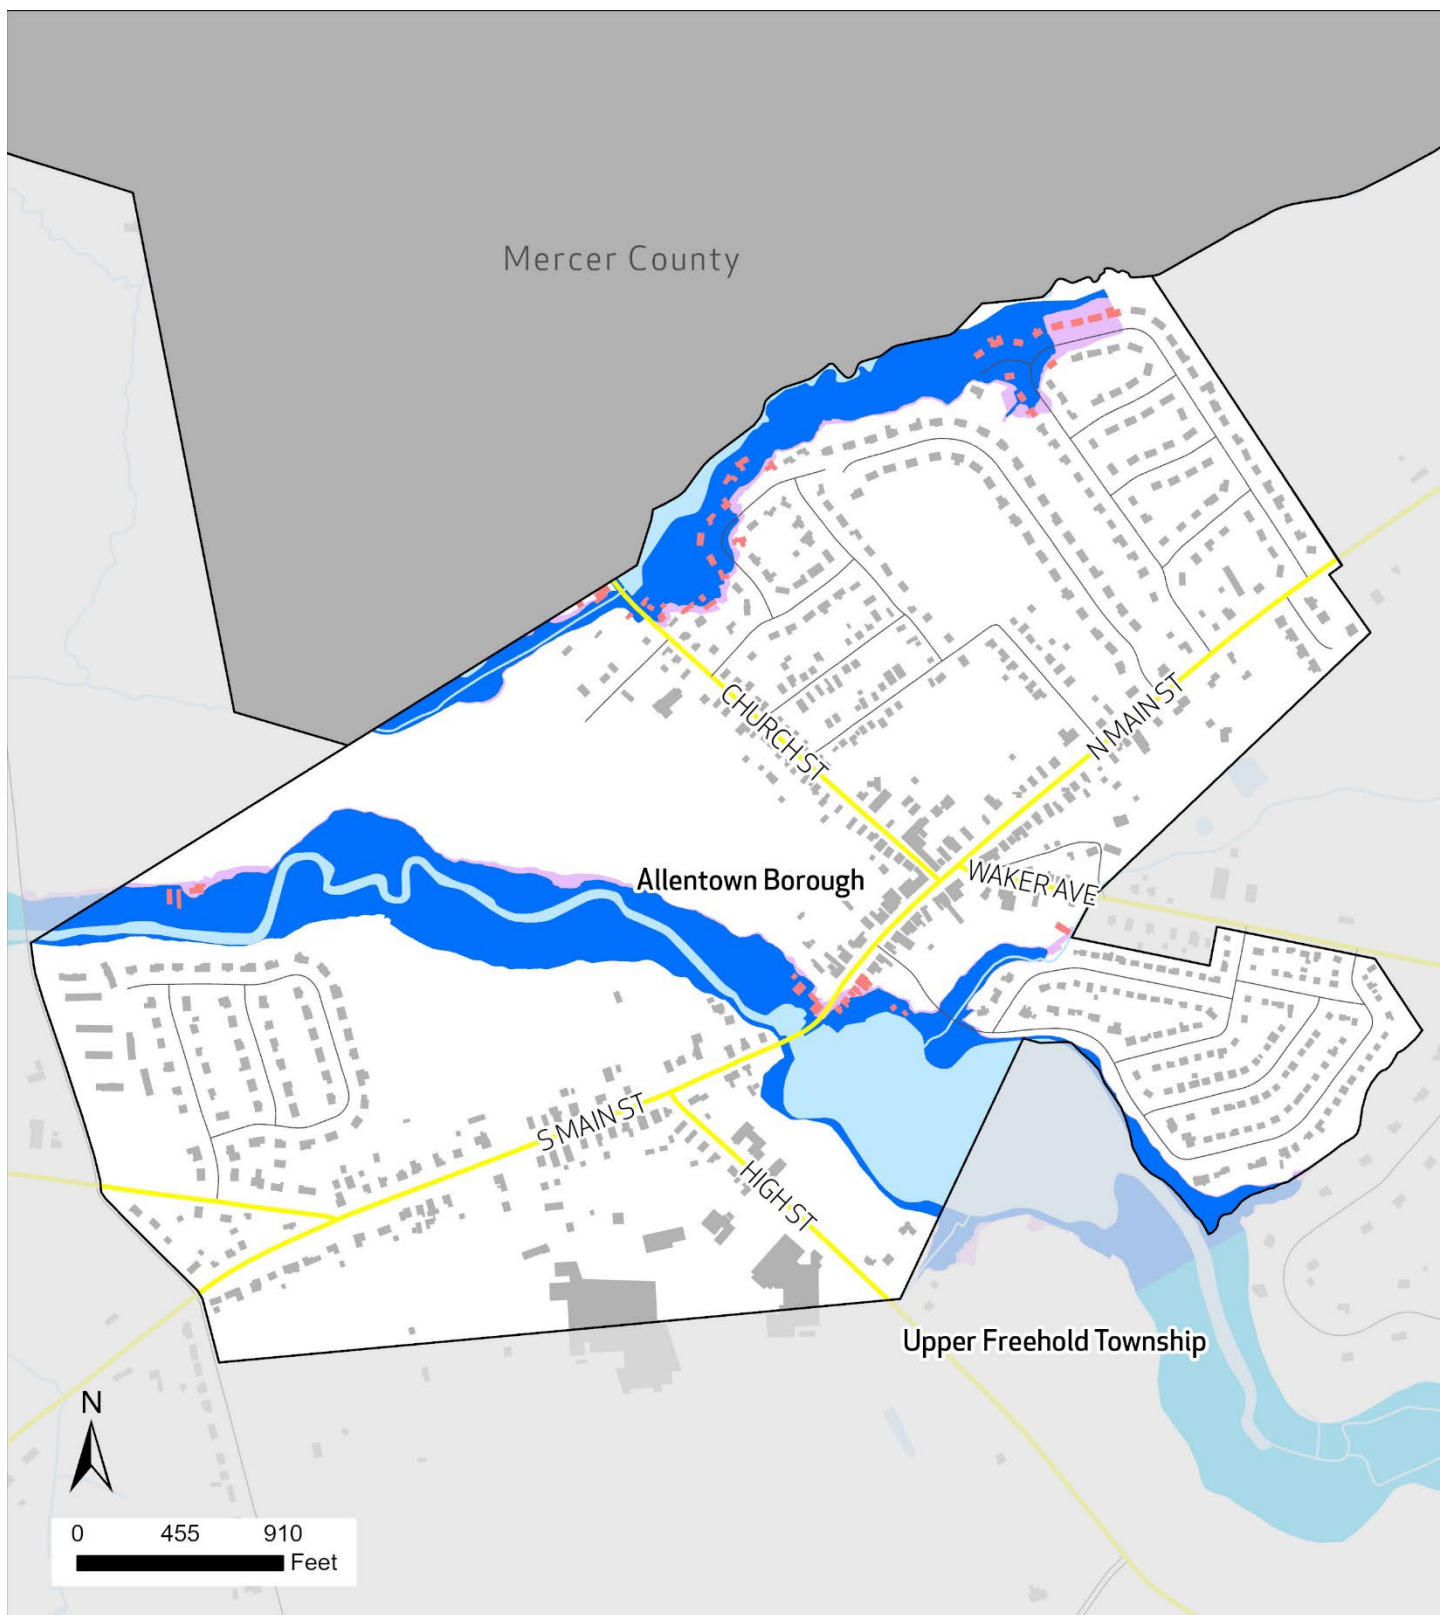 Mercer County
CHURCH ST
N MAIN ST
Allentown Borough
WAKER AVE
S MAIN ST
HIGH ST
Upper Freehold Township
N
0 455 910
Feet